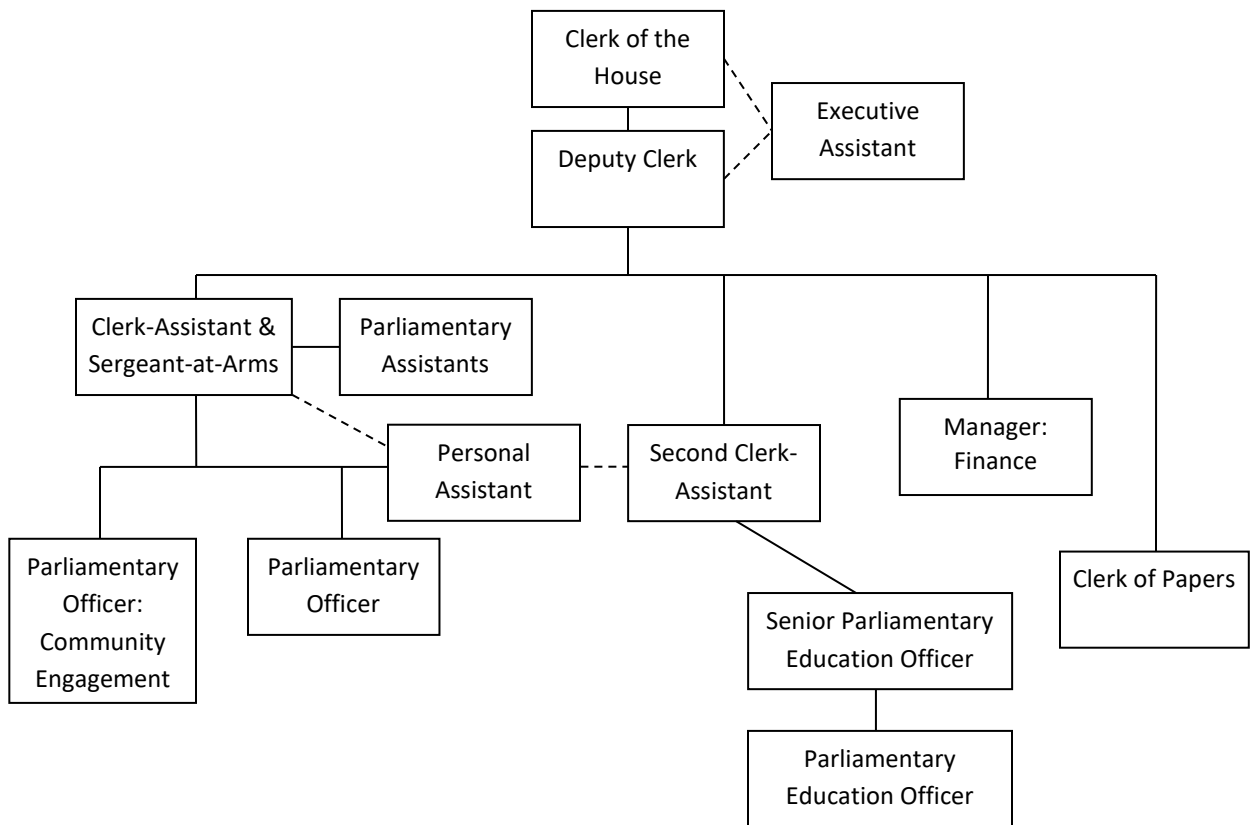 Clerk of the
House
Executive
Assistant
Deputy Clerk
Clerk-Assistant &
Sergeant-at-Arms
Parliamentary
Assistants
Personal
Assistant
Second Clerk-
Assistant
Manager:
Finance
Parliamentary
Officer:
Community
Engagement
Parliamentary
Officer
Clerk of Papers
Senior Parliamentary
Education Officer
Parliamentary
Education Officer